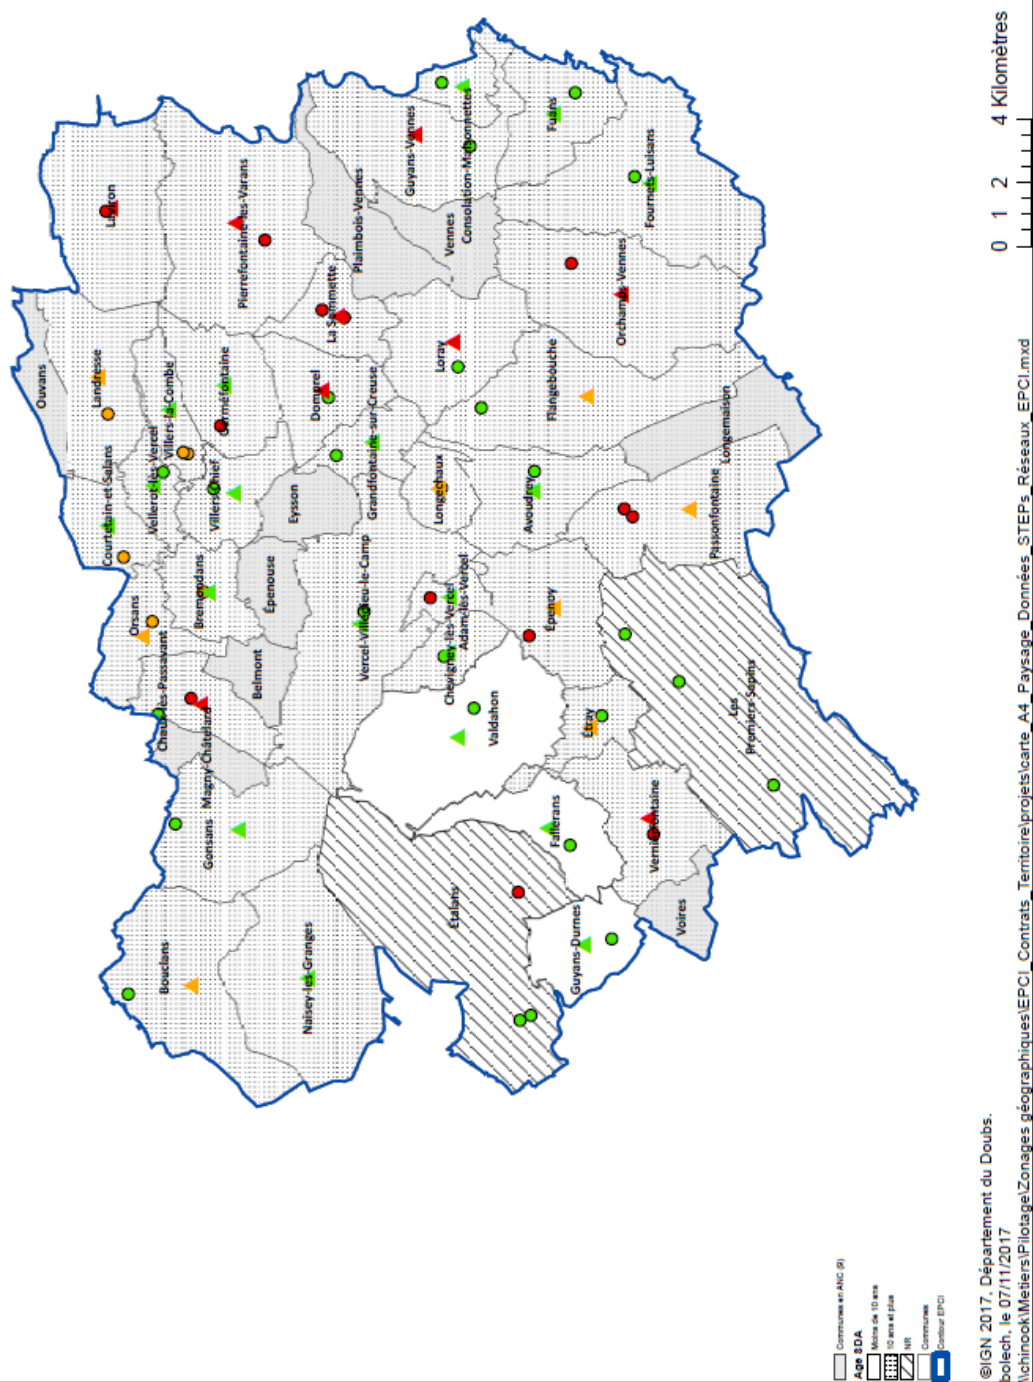 Ouvans
Landresse
Laviron
Courtetain-et-Salans
Vellerot-les-Vercel
Villers-la-Combe
Germéfontaine
Pierrefontaine-les-Varans
Orsans
Villers-Chief
Bremondans
Chaux-lès-Passavant
Magny-Châtelard
Gonsans
Bouclans
Belmont
Épenouse
Eysson
Domprel
La Sommette
Plaimbois-Vennes
Naisey-les-Granges
Vercel-Villedieu-le-Camp
Grandfontaine-sur-Creuse
Guyans-Vennes
Vennes
Consolation-Maisonnettes
Loray
Longechaux
Chevigney-lès-Vercel
Adam-lès-Vercel
Valdahon
Étalans
Avoudrey
Flangebouche
Fuans
Épenoy
Étray
Fallerans
Guyans-Durnes
Vernierfontaine
Voires
Orchamps-Vennes
Fournets-Luisans
Passonfontaine
Longemaison
Les
Premiers-Sapins
0 1 2 4 Kilomètres
Communes en ANC (9)
Age SDA
Moins de 10 ans
10 ans et plus
NR
Communes
Contour EPCI
©IGN 2017, Département du Doubs.
bolech, le 07/11/2017
\\chinook\Metiers\Pilotage\Zonages géographiques\EPCI_Contrats_Territoire\projets\carte_A4_Paysage_Données_STEPs_Réseaux_EPCI.mxd